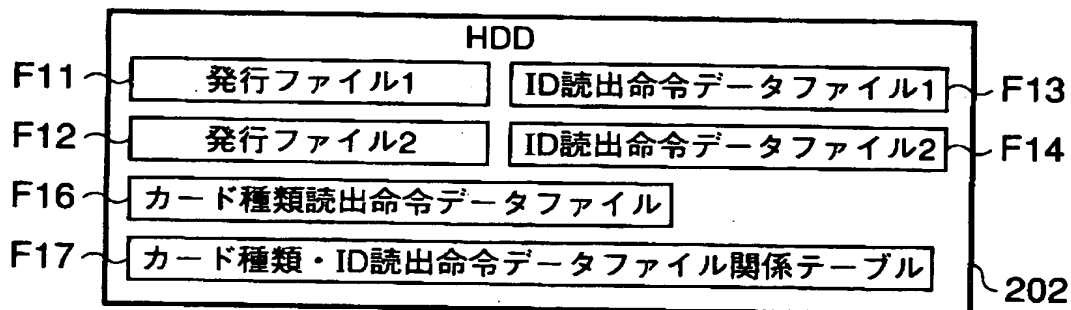 HDD
F11 発行ファイル1 ID読出命令データファイル1 F13
F12 発行ファイル2 ID読出命令データファイル2 F14
F16 カード種類読出命令データファイル
F17 カード種類・ID読出命令データファイル関係テーブル
202